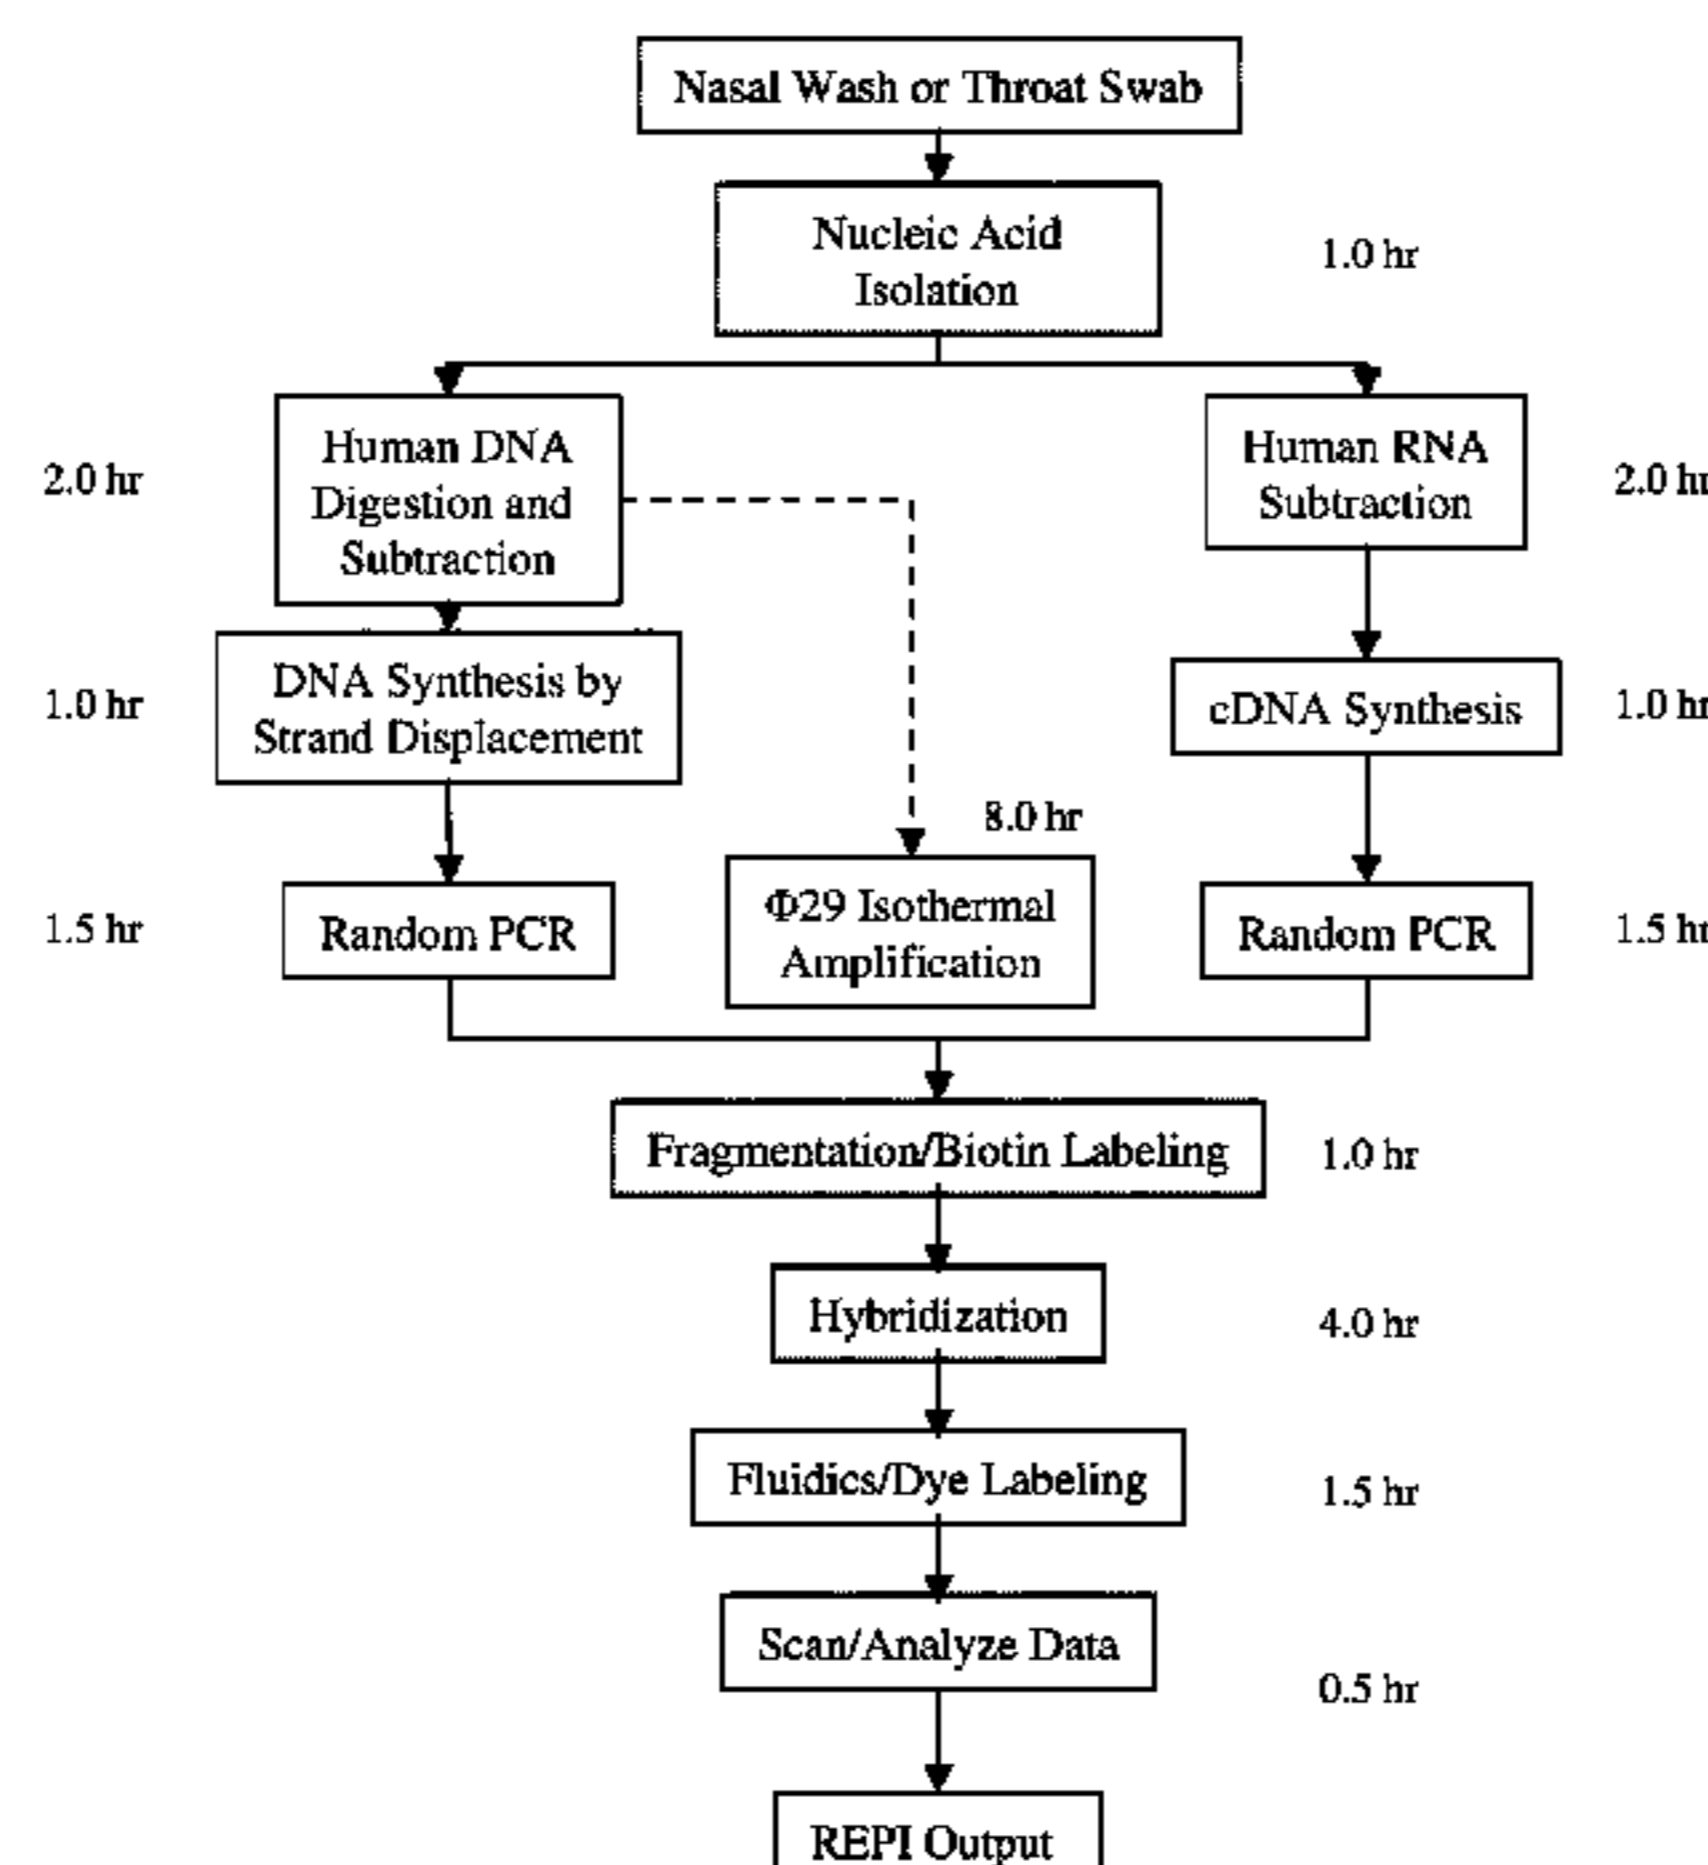 Nasal Wash or Throat Swab
Nucleic Acid
Isolation
1.0 hr
2.0 hr
Human DNA
Digestion and
Subtraction
Human RNA
Subtraction
2.0 hr
1.0 hr
DNA Synthesis by
Strand Displacement
cDNA Synthesis
1.0 hr
8.0 hr
1.5 hr
Random PCR
Φ29 Isothermal
Amplification
Random PCR
1.5 hr
Fragmentation/Biotin Labeling
1.0 hr
Hybridization
4.0 hr
Fluidics/Dye Labeling
1.5 hr
Scan/Analyze Data
0.5 hr
REPI Output